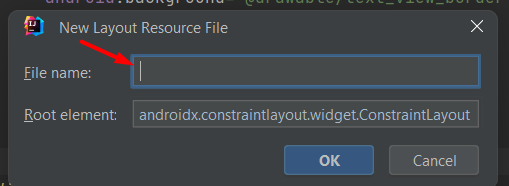 android:background="@drawable/text_view_border
New Layout Resource File
File name:
Root element: androidx.constraintlayout.widget.ConstraintLayout
OK Cancel